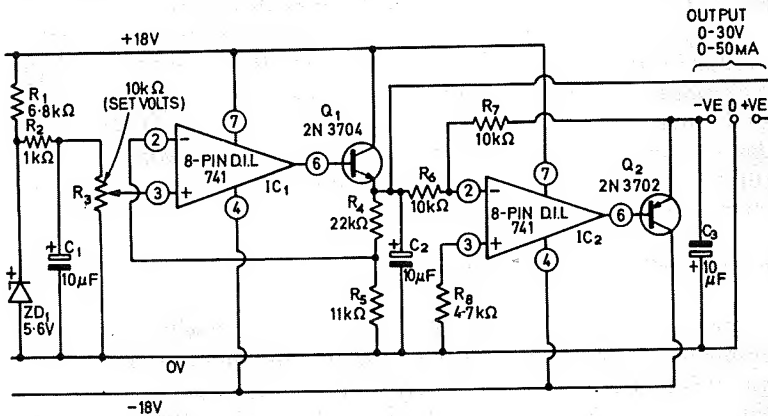 OUTPUT
0-30V
0-50MA
+18V
-VE 0 +VE
R1
6·8kΩ
R2
1kΩ
10kΩ
(SET VOLTS)
R3
C1
+
10µF
ZD1
5·6V
+
2
-
3
+
7
8-PIN D.I.L
741
IC1
4
6
Q1
2N 3704
R4
22kΩ
R5
11kΩ
+
C2
10µF
R6
10kΩ
R7
10kΩ
2
-
3
+
7
8-PIN D.I.L
741
IC2
4
6
R8
4·7kΩ
Q2
2N 3702
C3
+
10
µF
0V
-18V